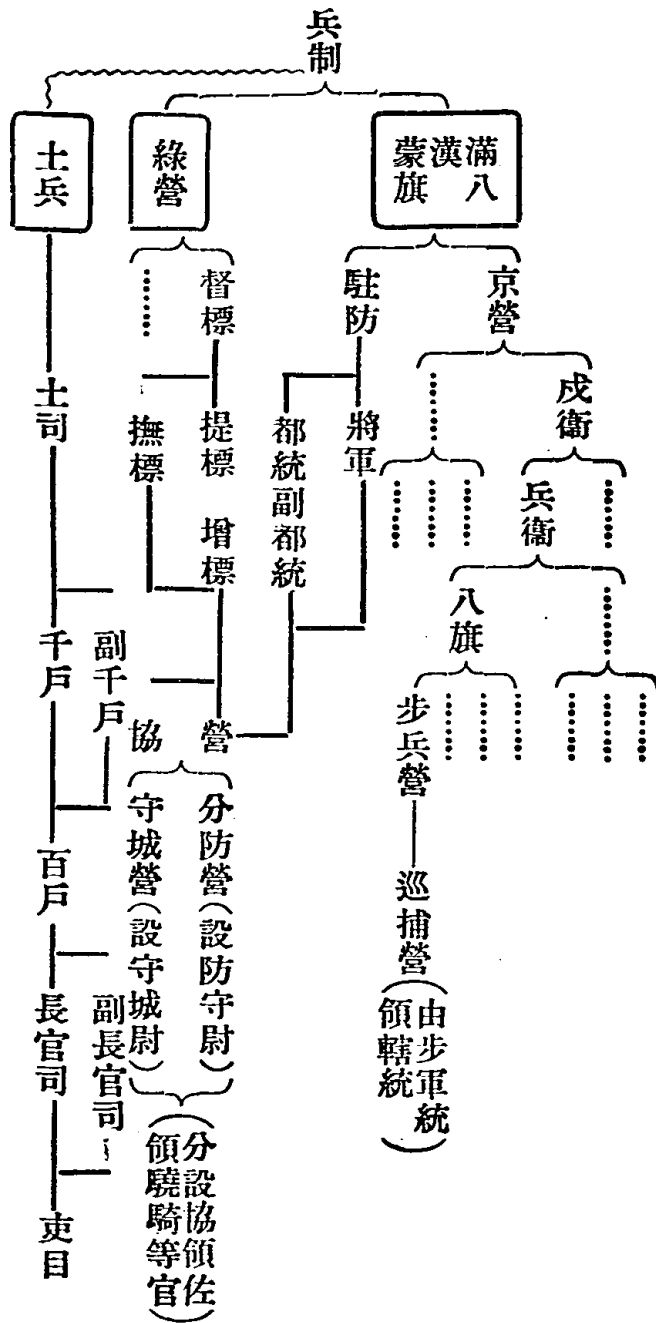 兵制
滿八
漢
蒙旗
京營
戍衞
兵衞
八旗
步兵營
巡捕營
(由步軍統
領轄統)
駐防
將軍
都統副都統
綠營
督標
提標
增標
撫標
營
協
分防營(設防守尉)
守城營(設守城尉)
(分設協領佐
領驍騎等官)
土兵
土司
千戶
副千戶
百戶
長官司
副長官司
吏目